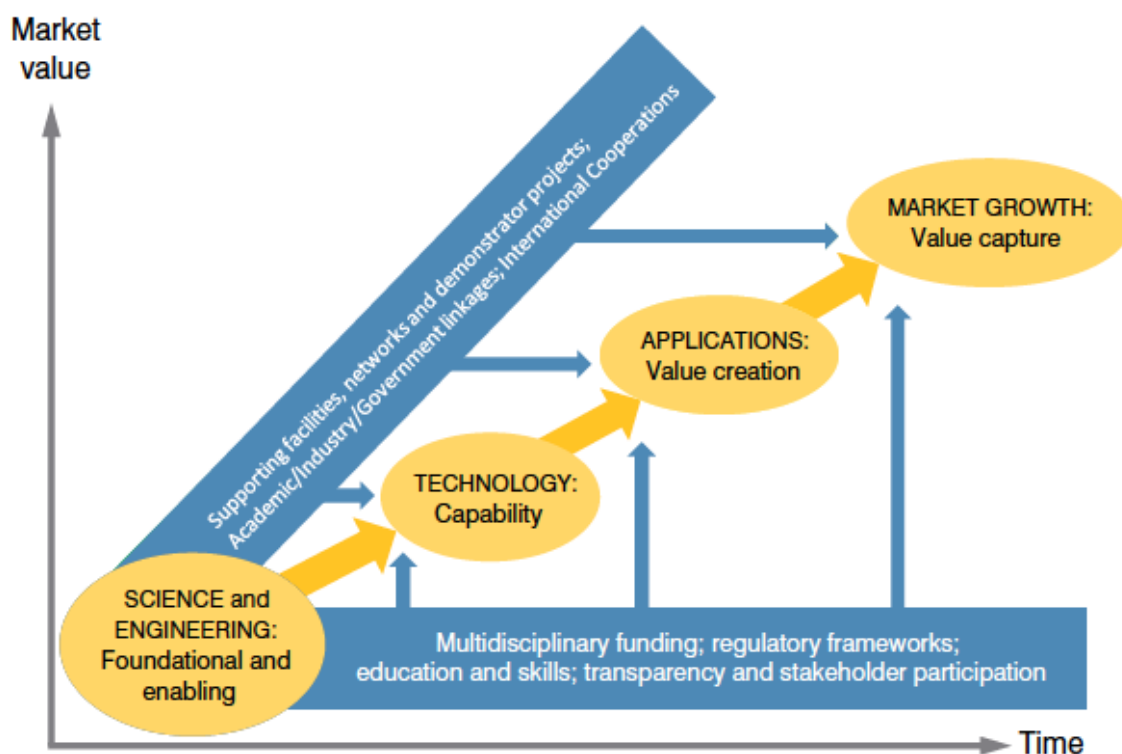 Market
value
Supporting facilities, networks and demonstrator projects;
Academic/Industry/Government linkages; International Cooperations
MARKET GROWTH:
Value capture
APPLICATIONS:
Value creation
TECHNOLOGY:
Capability
SCIENCE and
ENGINEERING:
Foundational and
enabling
Multidisciplinary funding; regulatory frameworks;
education and skills; transparency and stakeholder participation
Time